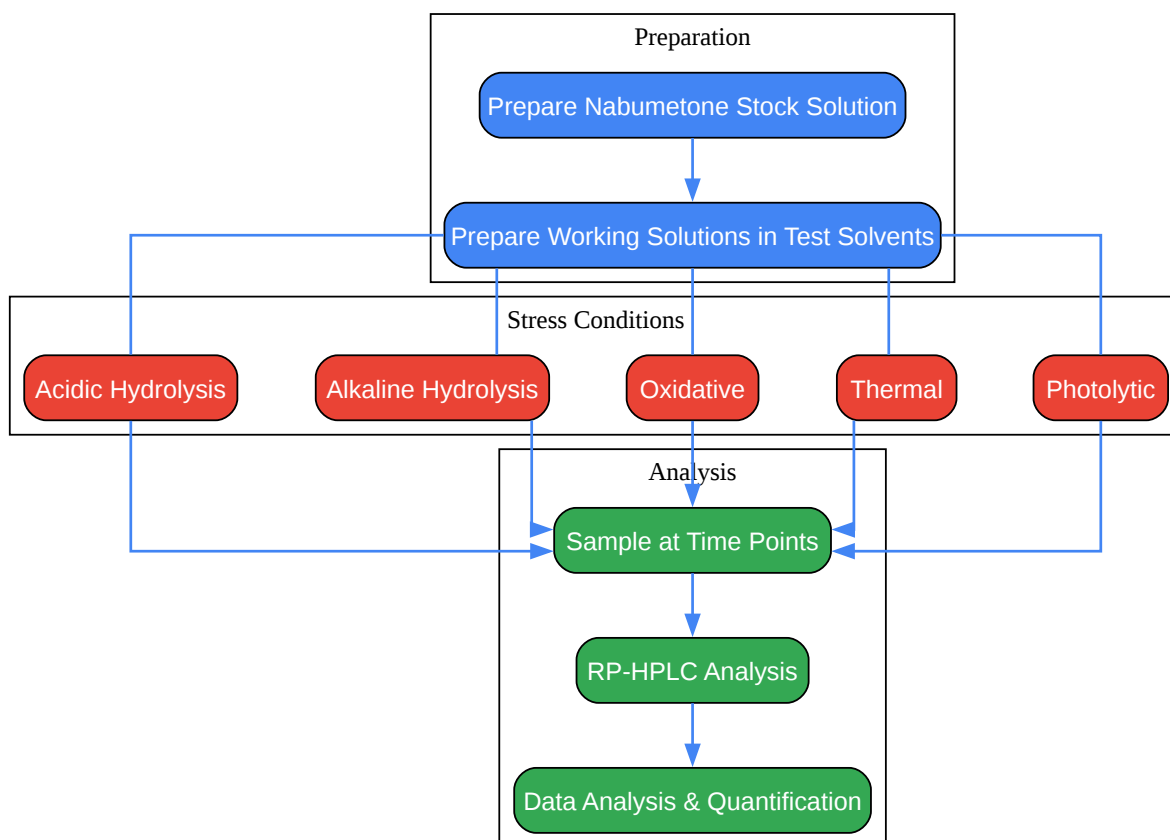 Preparation
Prepare Nabumetone Stock Solution
Prepare Working Solutions in Test Solvents
Stress Conditions
Acidic Hydrolysis
Alkaline Hydrolysis
Oxidative
Thermal
Photolytic
Analysis
Sample at Time Points
RP-HPLC Analysis
Data Analysis & Quantification